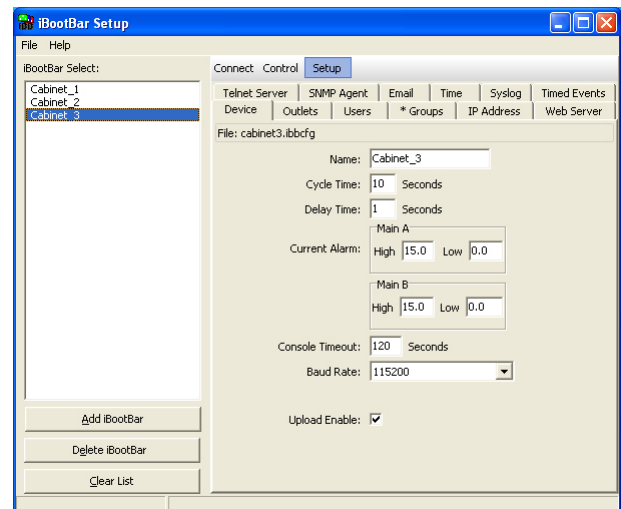 iBootBar Setup
File Help
iBootBar Select:
Cabinet_1
Cabinet_2
Cabinet_3
Add iBootBar
Delete iBootBar
Clear List
Connect Control Setup
Telnet Server SNMP Agent Email Time Syslog Timed Events
Device Outlets Users * Groups IP Address Web Server
File: cabinet3.ibbcfg
Name: Cabinet_3
Cycle Time: 10 Seconds
Delay Time: 1 Seconds
Main A
Current Alarm: High 15.0 Low 0.0
Main B
High 15.0 Low 0.0
Console Timeout: 120 Seconds
Baud Rate: 115200
Upload Enable: